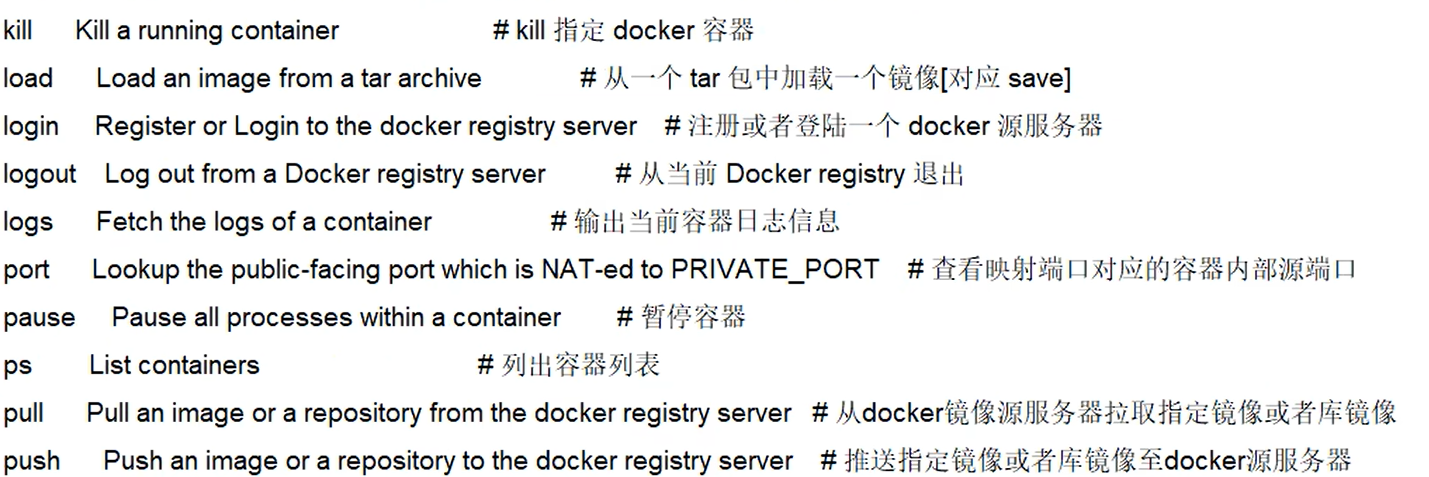 kill Kill a running container # kill 指定 docker 容器
load Load an image from a tar archive # 从一个 tar 包中加载一个镜像[对应 save]
login Register or Login to the docker registry server # 注册或者登陆一个 docker 源服务器
logout Log out from a Docker registry server # 从当前 Docker registry 退出
logs Fetch the logs of a container # 输出当前容器日志信息
port Lookup the public-facing port which is NAT-ed to PRIVATE_PORT # 查看映射端口对应的容器内部源端口
pause Pause all processes within a container # 暂停容器
ps List containers # 列出容器列表
pull Pull an image or a repository from the docker registry server # 从docker镜像源服务器拉取指定镜像或者库镜像
push Push an image or a repository to the docker registry server # 推送指定镜像或者库镜像至docker源服务器